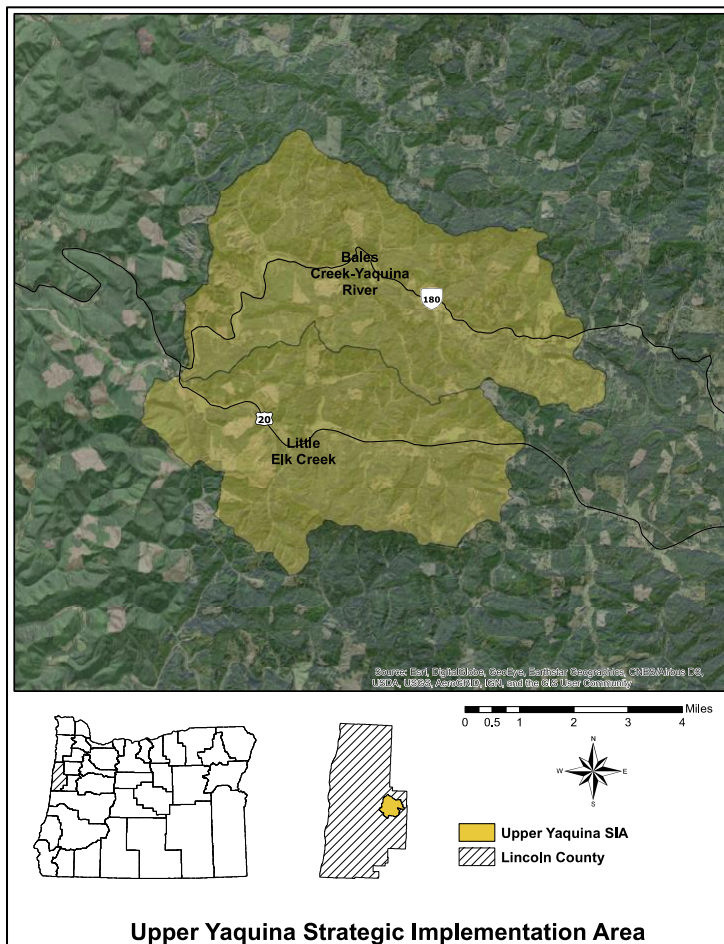 Bales
Creek-Yaquina
River
180
20
Little
Elk Creek
Source: Esri, DigitalGlobe, GeoEye, Earthstar Geographics, CNES/Airbus DS,
USDA, USGS, AeroGRID, IGN, and the GIS User Community
Miles
0 0.5 1 2 3 4
N
W E
S
Upper Yaquina SIA
Lincoln County
Upper Yaquina Strategic Implementation Area